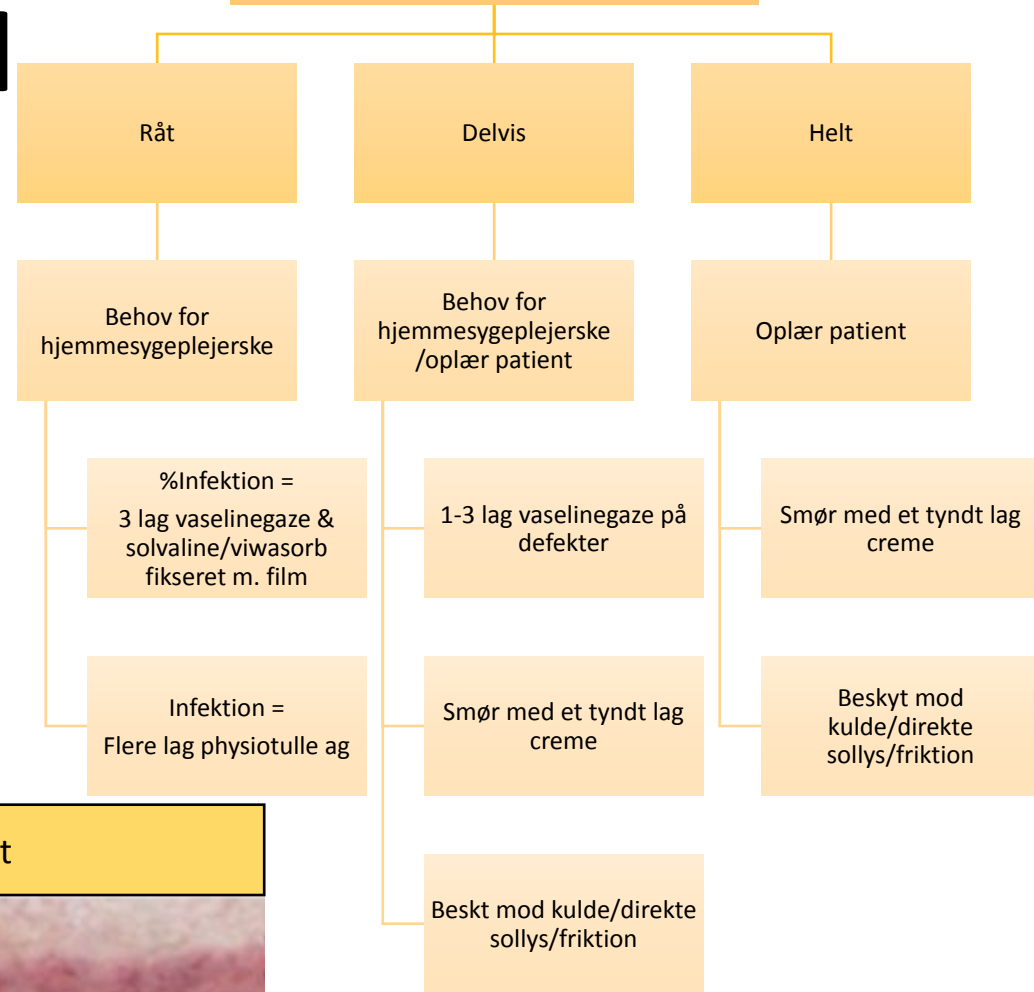 Råt
Delvis
Helt
Behov for
hjemmesygeplejerske
Behov for
hjemmesygeplejerske
/oplær patient
Oplær patient
%Infektion =
3 lag vaselinegaze &
solvaline/viwasorb
fikseret m. film
1-3 lag vaselinegaze på
defekter
Smør med et tyndt lag
creme
Infektion =
Flere lag physiotulle ag
Smør med et tyndt lag
creme
Beskyt mod
kulde/direkte
sollys/friktion
Beskt mod kulde/direkte
sollys/friktion
t